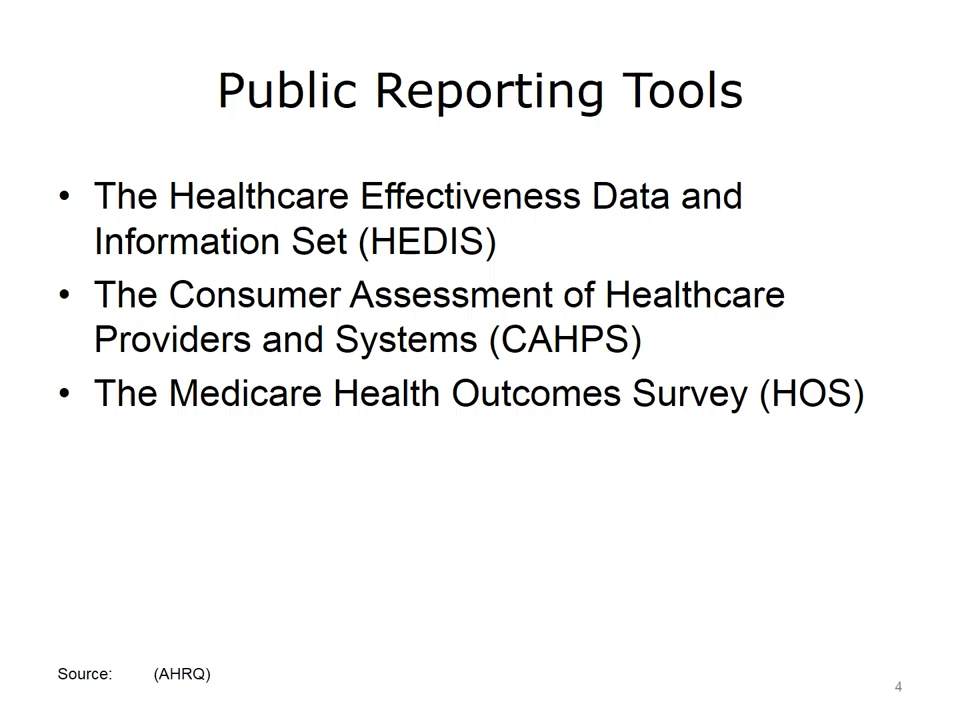 Public Reporting Tools
• The Healthcare Effectiveness Data and
Information Set (HEDIS)
• The Consumer Assessment of Healthcare
Providers and Systems (CAHPS)
• The Medicare Health Outcomes Survey (HOS)
Source: (AHRQ)
4